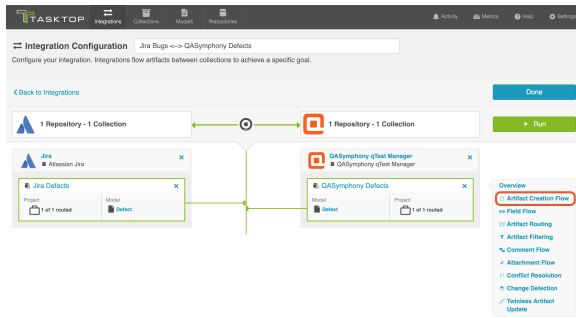 TASKTOP
Integrations
Collections
Models
Repositories
Activity
Metrics
Help
Settings
Integration Configuration
Jira Bugs <--> QASymphony Defects
Configure your integration. Integrations flow artifacts between collections to achieve a specific goal.
Back to Integrations
Done
1 Repository - 1 Collection
1 Repository - 1 Collection
Run
Jira
Atlassian Jira
Jira Defects
Project
1 of 1 routed
Model
Defect
QASymphony qTest Manager
QASymphony qTest Manager
QASymphony Defects
Model
Defect
Project
1 of 1 routed
Overview
Artifact Creation Flow
Field Flow
Artifact Routing
Artifact Filtering
Comment Flow
Attachment Flow
Conflict Resolution
Change Detection
Twinless Artifact
Update